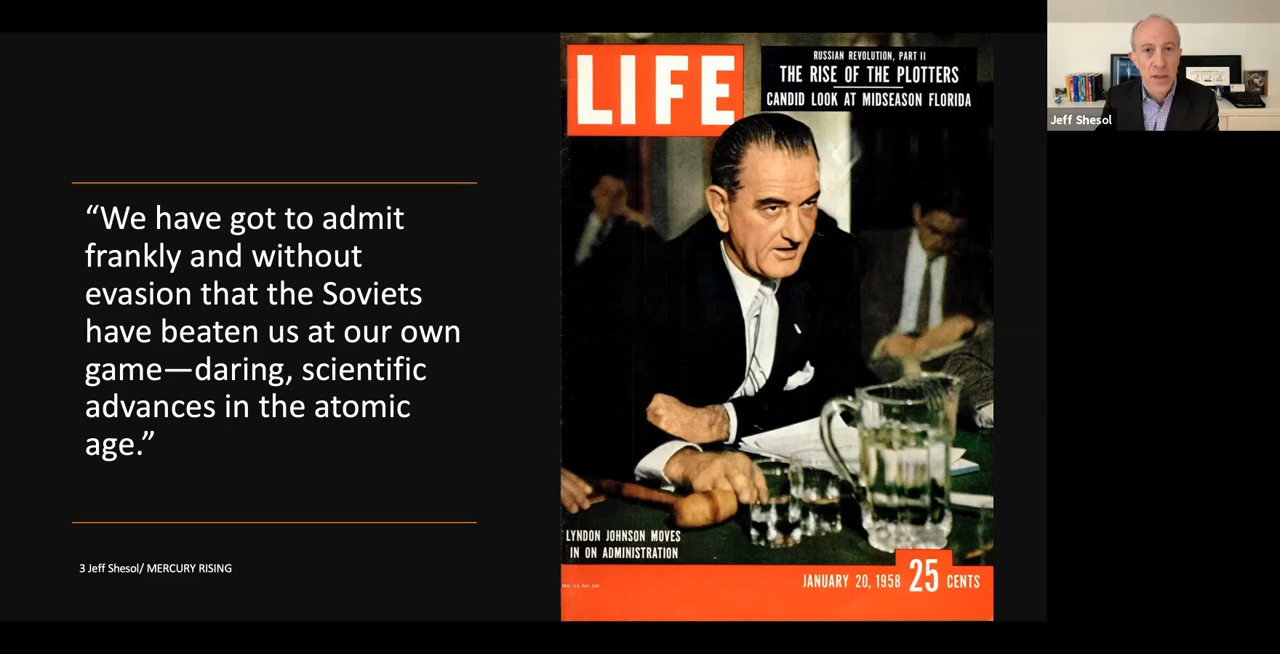 “We have got to admit
frankly and without
evasion that the Soviets
have beaten us at our own
game—daring, scientific
advances in the atomic
age.”
3 Jeff Shesol/ MERCURY RISING
LIFE
RUSSIAN REVOLUTION, PART II
THE RISE OF THE PLOTTERS
CANDID LOOK AT MIDSEASON FLORIDA
LYNDON JOHNSON MOVES
IN ON ADMINISTRATION
REG. U.S. PAT. OFF.
JANUARY 20, 1958 25 CENTS
Jeff Shesol